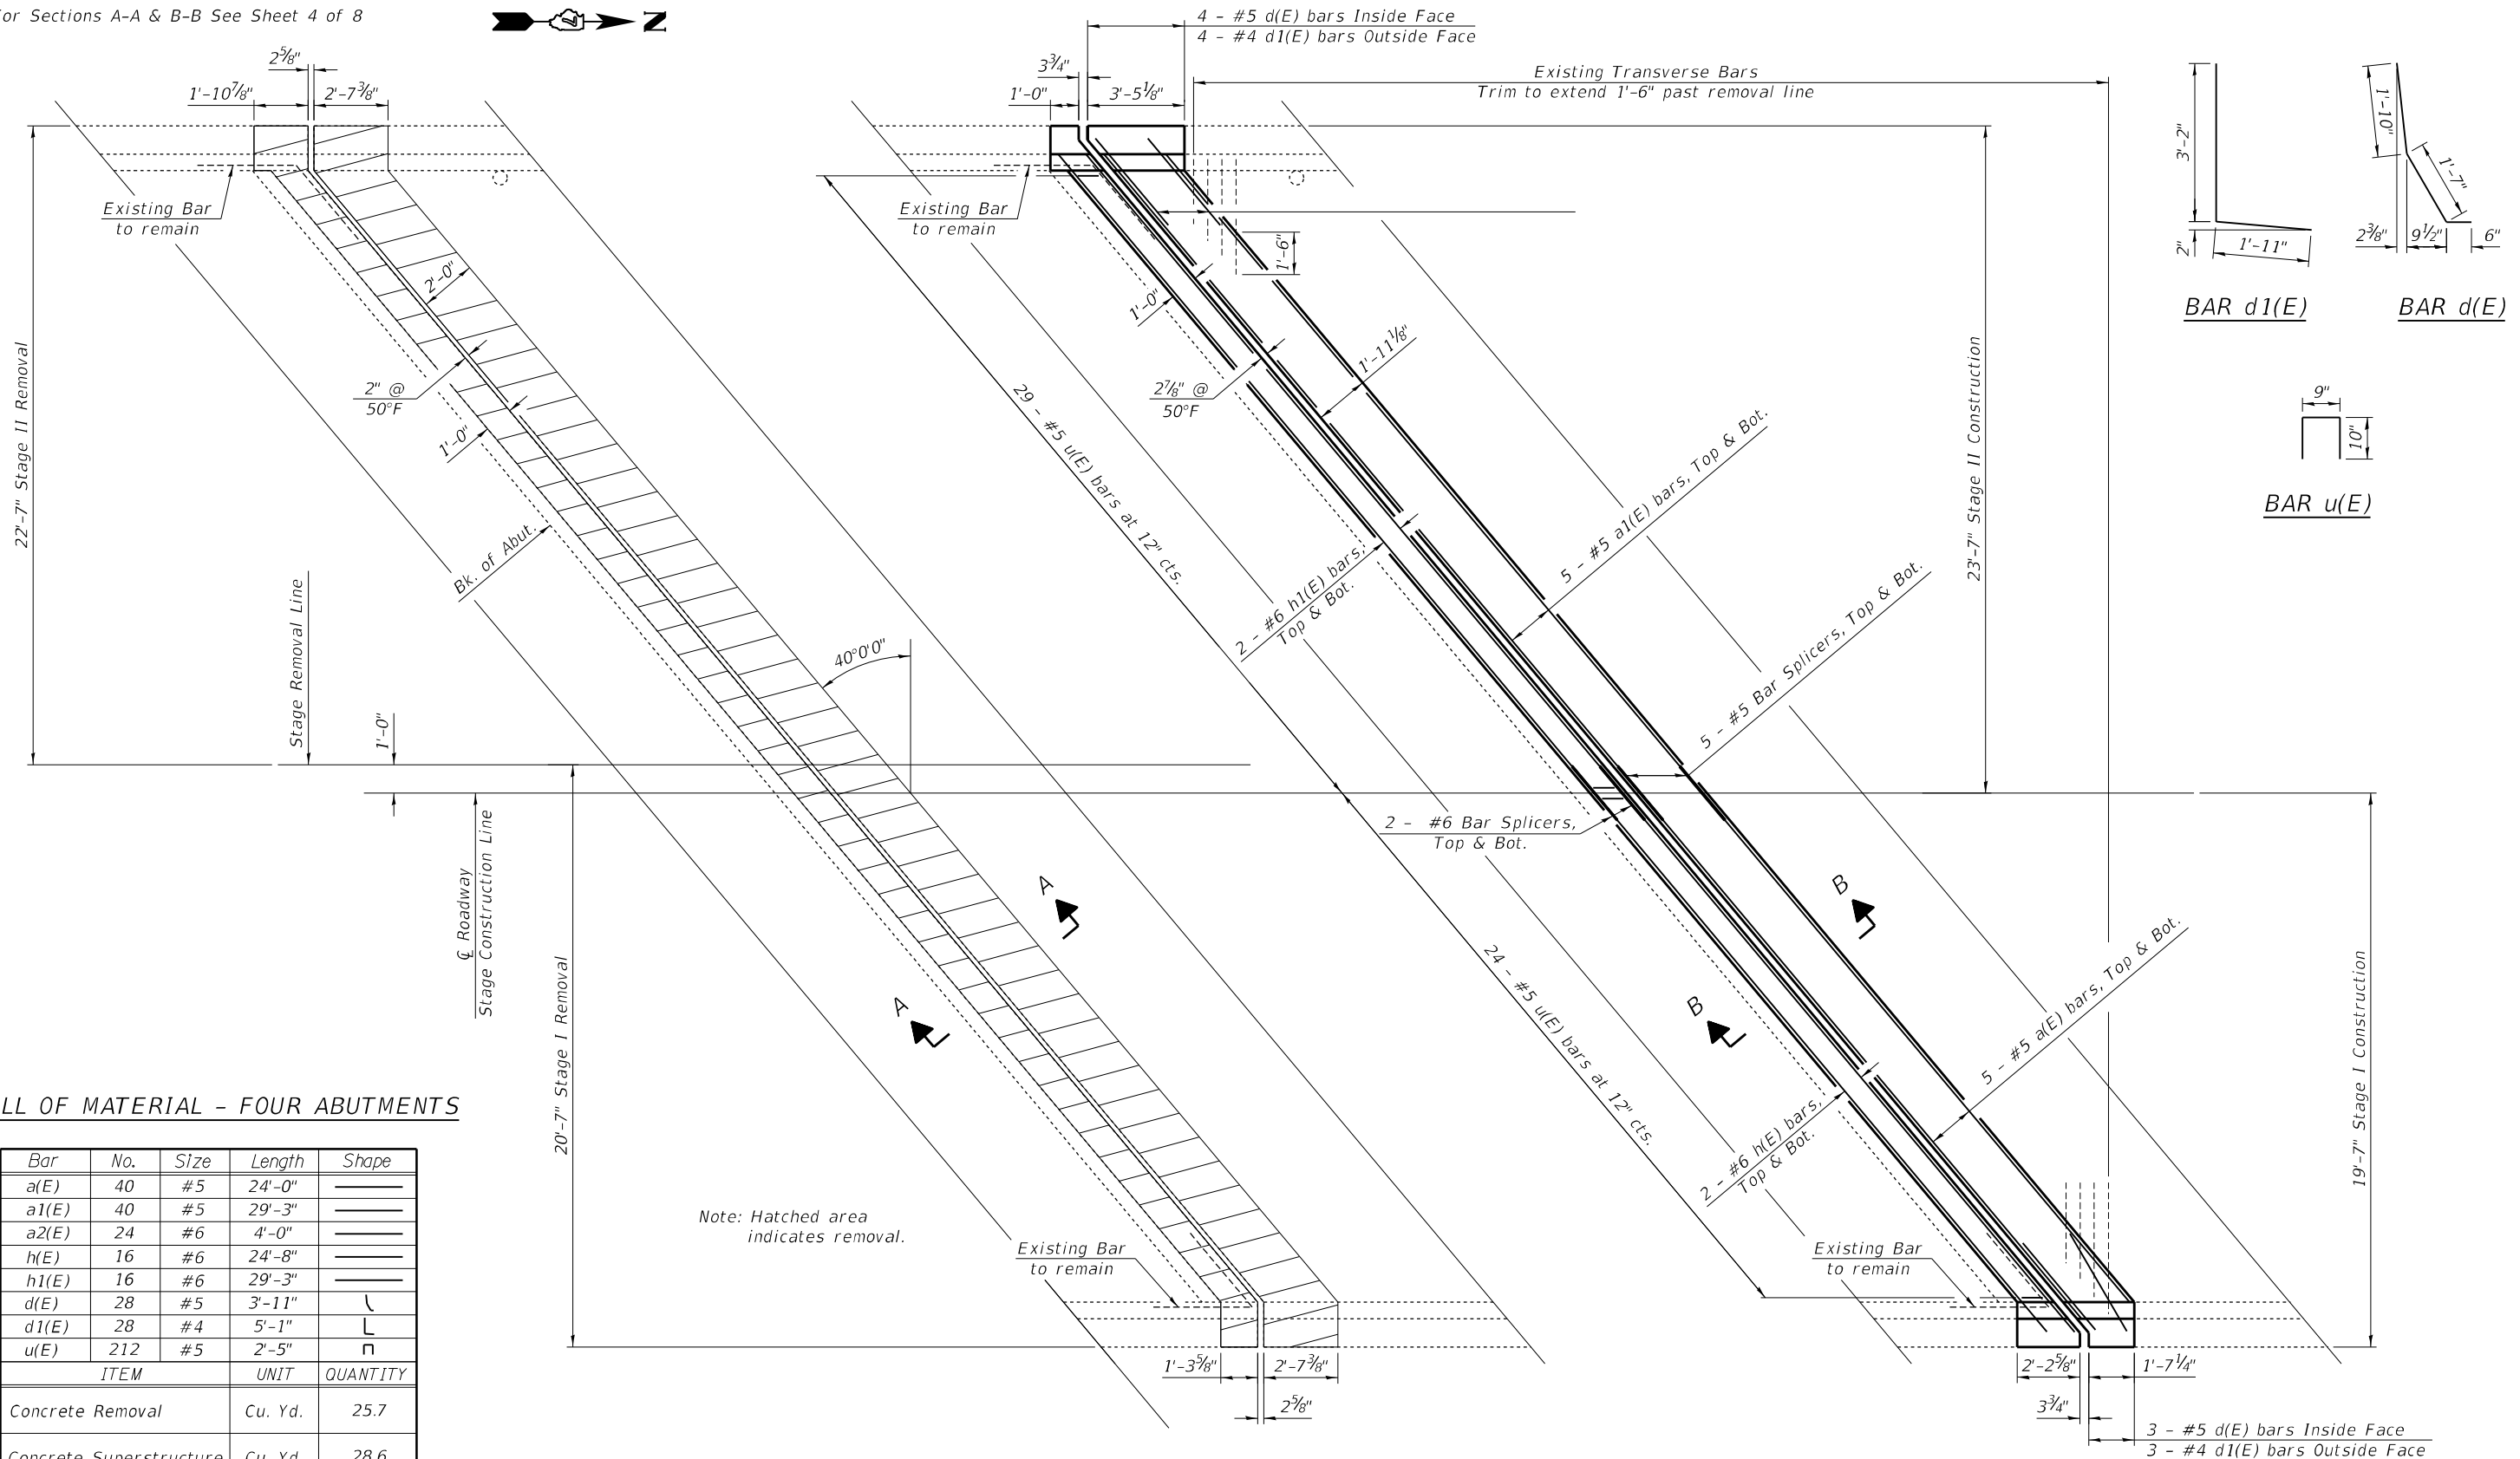 or Sections A-A & B-B See Sheet 4 of 8
N
4 - #5 d(E) bars Inside Face
4 - #4 d1(E) bars Outside Face
2⅝"
1'-10⅞"
2'-7⅜"
3¾"
1'-0"
3'-5⅛"
Existing Transverse Bars
Trim to extend 1'-6" past removal line
Existing Bar
to remain
Existing Bar
to remain
22'-7" Stage II Removal
2'-0"
2" @
50°F
1'-0"
Bk. of Abut.
Stage Removal Line
1'-0"
40°0'0"
℄ Roadway
Stage Construction Line
20'-7" Stage I Removal
A
A
Note: Hatched area
indicates removal.
Existing Bar
to remain
1'-3⅝"
2'-7⅜"
2⅝"
1'-6"
1'-0"
2⅞" @
50°F
1'-11⅛"
29 - #5 u(E) bars at 12" cts.
5 - #5 a1(E) bars, Top & Bot.
2 - #6 h1(E) bars,
Top & Bot.
5 - #5 Bar Splicers, Top & Bot.
2 - #6 Bar Splicers,
Top & Bot.
23'-7" Stage II Construction
B
B
24 - #5 u(E) bars at 12" cts.
5 - #5 a(E) bars, Top & Bot.
2 - #6 h(E) bars,
Top & Bot.
19'-7" Stage I Construction
Existing Bar
to remain
2'-2⅝"
1'-7¼"
3¾"
3 - #5 d(E) bars Inside Face
3 - #4 d1(E) bars Outside Face
3'-2"
2"
1'-11"
BAR d1(E)
1'-10"
1'-7"
2⅜"
9½"
6"
BAR d(E)
9"
10"
BAR u(E)
LL OF MATERIAL - FOUR ABUTMENTS
Bar No. Size Length Shape
a(E) 40 #5 24'-0"
a1(E) 40 #5 29'-3"
a2(E) 24 #6 4'-0"
h(E) 16 #6 24'-8"
h1(E) 16 #6 29'-3"
d(E) 28 #5 3'-11"
d1(E) 28 #4 5'-1"
u(E) 212 #5 2'-5"
ITEM UNIT QUANTITY
Concrete Removal Cu. Yd. 25.7
Concrete Superstructure Cu. Yd. 28.6